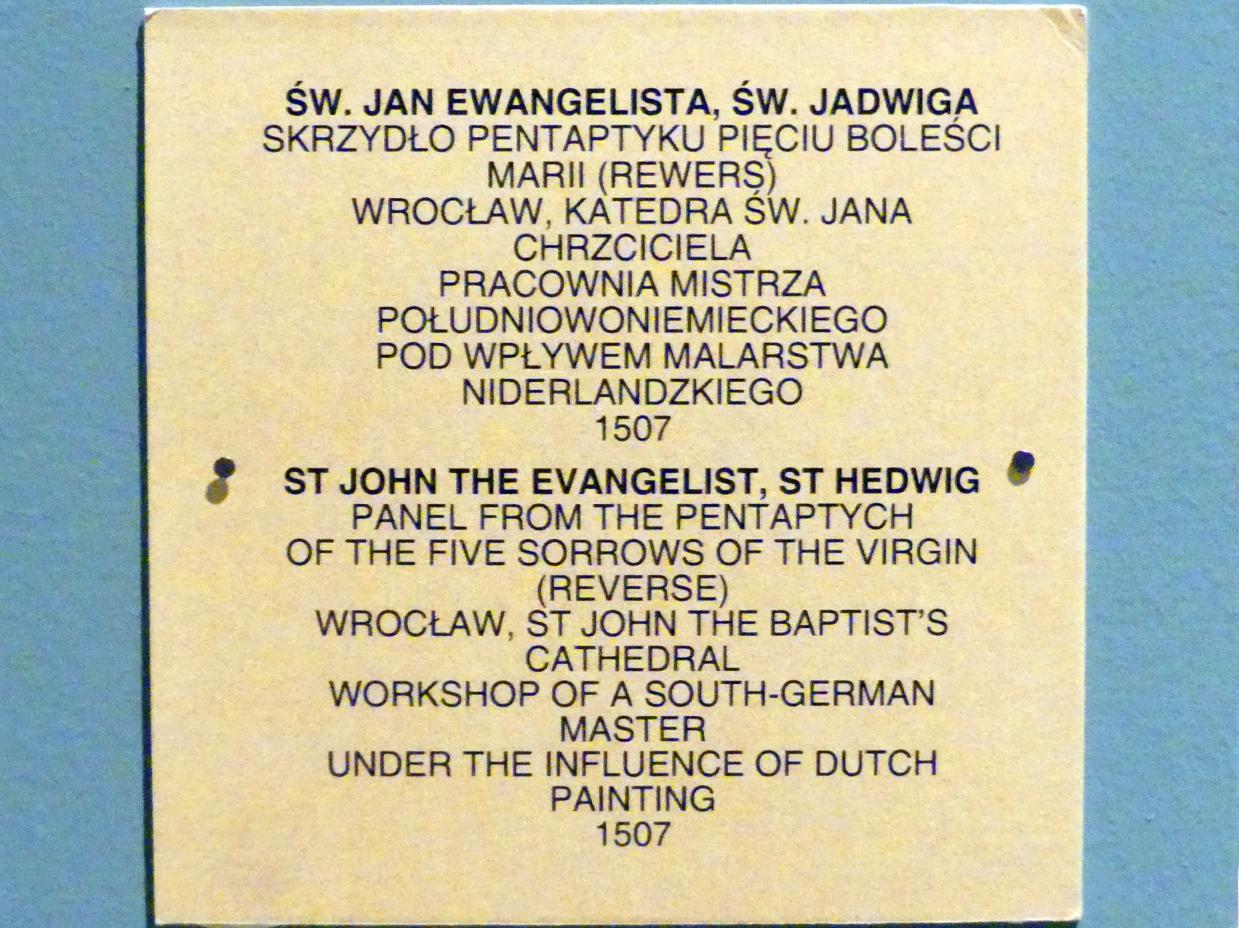 ŚW. JAN EWANGELISTA, ŚW. JADWIGA
SKRZYDŁO PENTAPTYKU PIĘCIU BOLEŚCI
MARII (REWERS)
WROCŁAW, KATEDRA ŚW. JANA
CHRZCICIELA
PRACOWNIA MISTRZA
POŁUDNIOWONIEMIECKIEGO
POD WPŁYWEM MALARSTWA
NIDERLANDZKIEGO
1507
ST JOHN THE EVANGELIST, ST HEDWIG
PANEL FROM THE PENTAPTYCH
OF THE FIVE SORROWS OF THE VIRGIN
(REVERSE)
WROCŁAW, ST JOHN THE BAPTIST'S
CATHEDRAL
WORKSHOP OF A SOUTH-GERMAN
MASTER
UNDER THE INFLUENCE OF DUTCH
PAINTING
1507